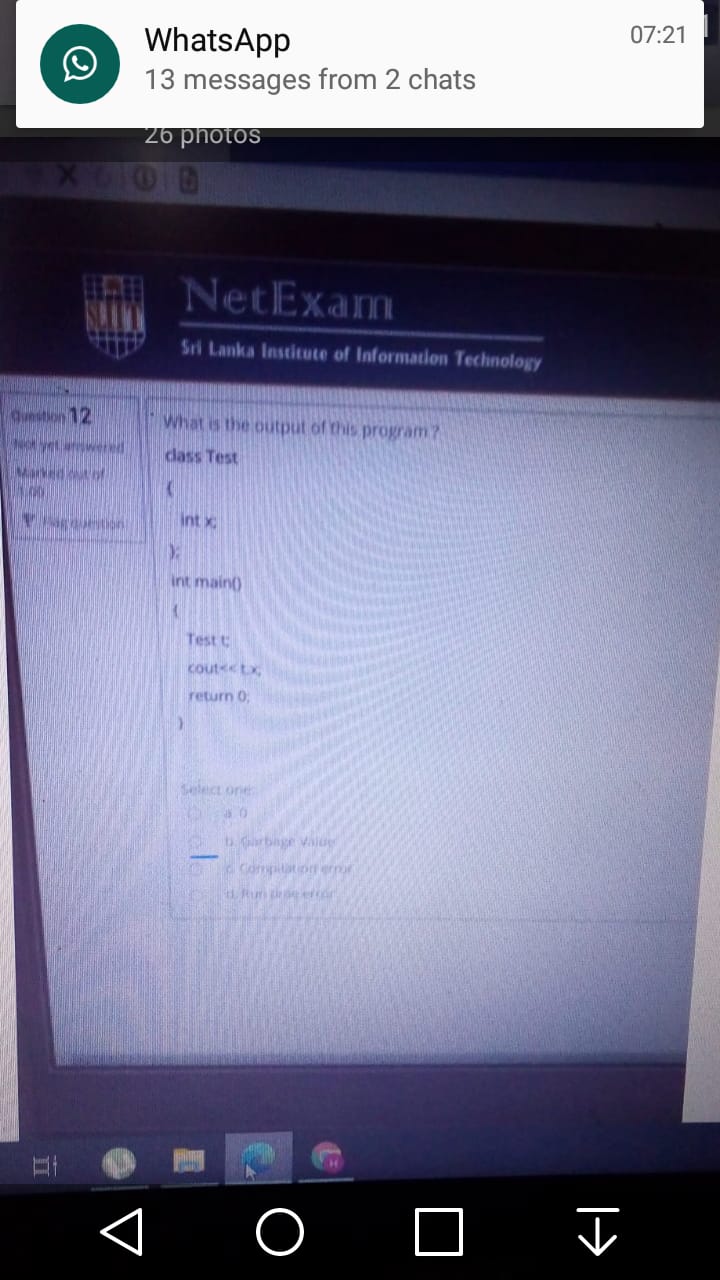 WhatsApp
07:21
13 messages from 2 chats
26 photos
NetExam
Sri Lanka Institute of Information Technology
Question 12
Not yet answered
Marked out of
1.00
Flag question
What is the output of this program ?
class Test
{
int x;
};
int main()
{
Test t;
cout<< t.x;
return 0;
}
Select one:
a. 0
b. Garbage Value
c. Compilation error
d. Run time error